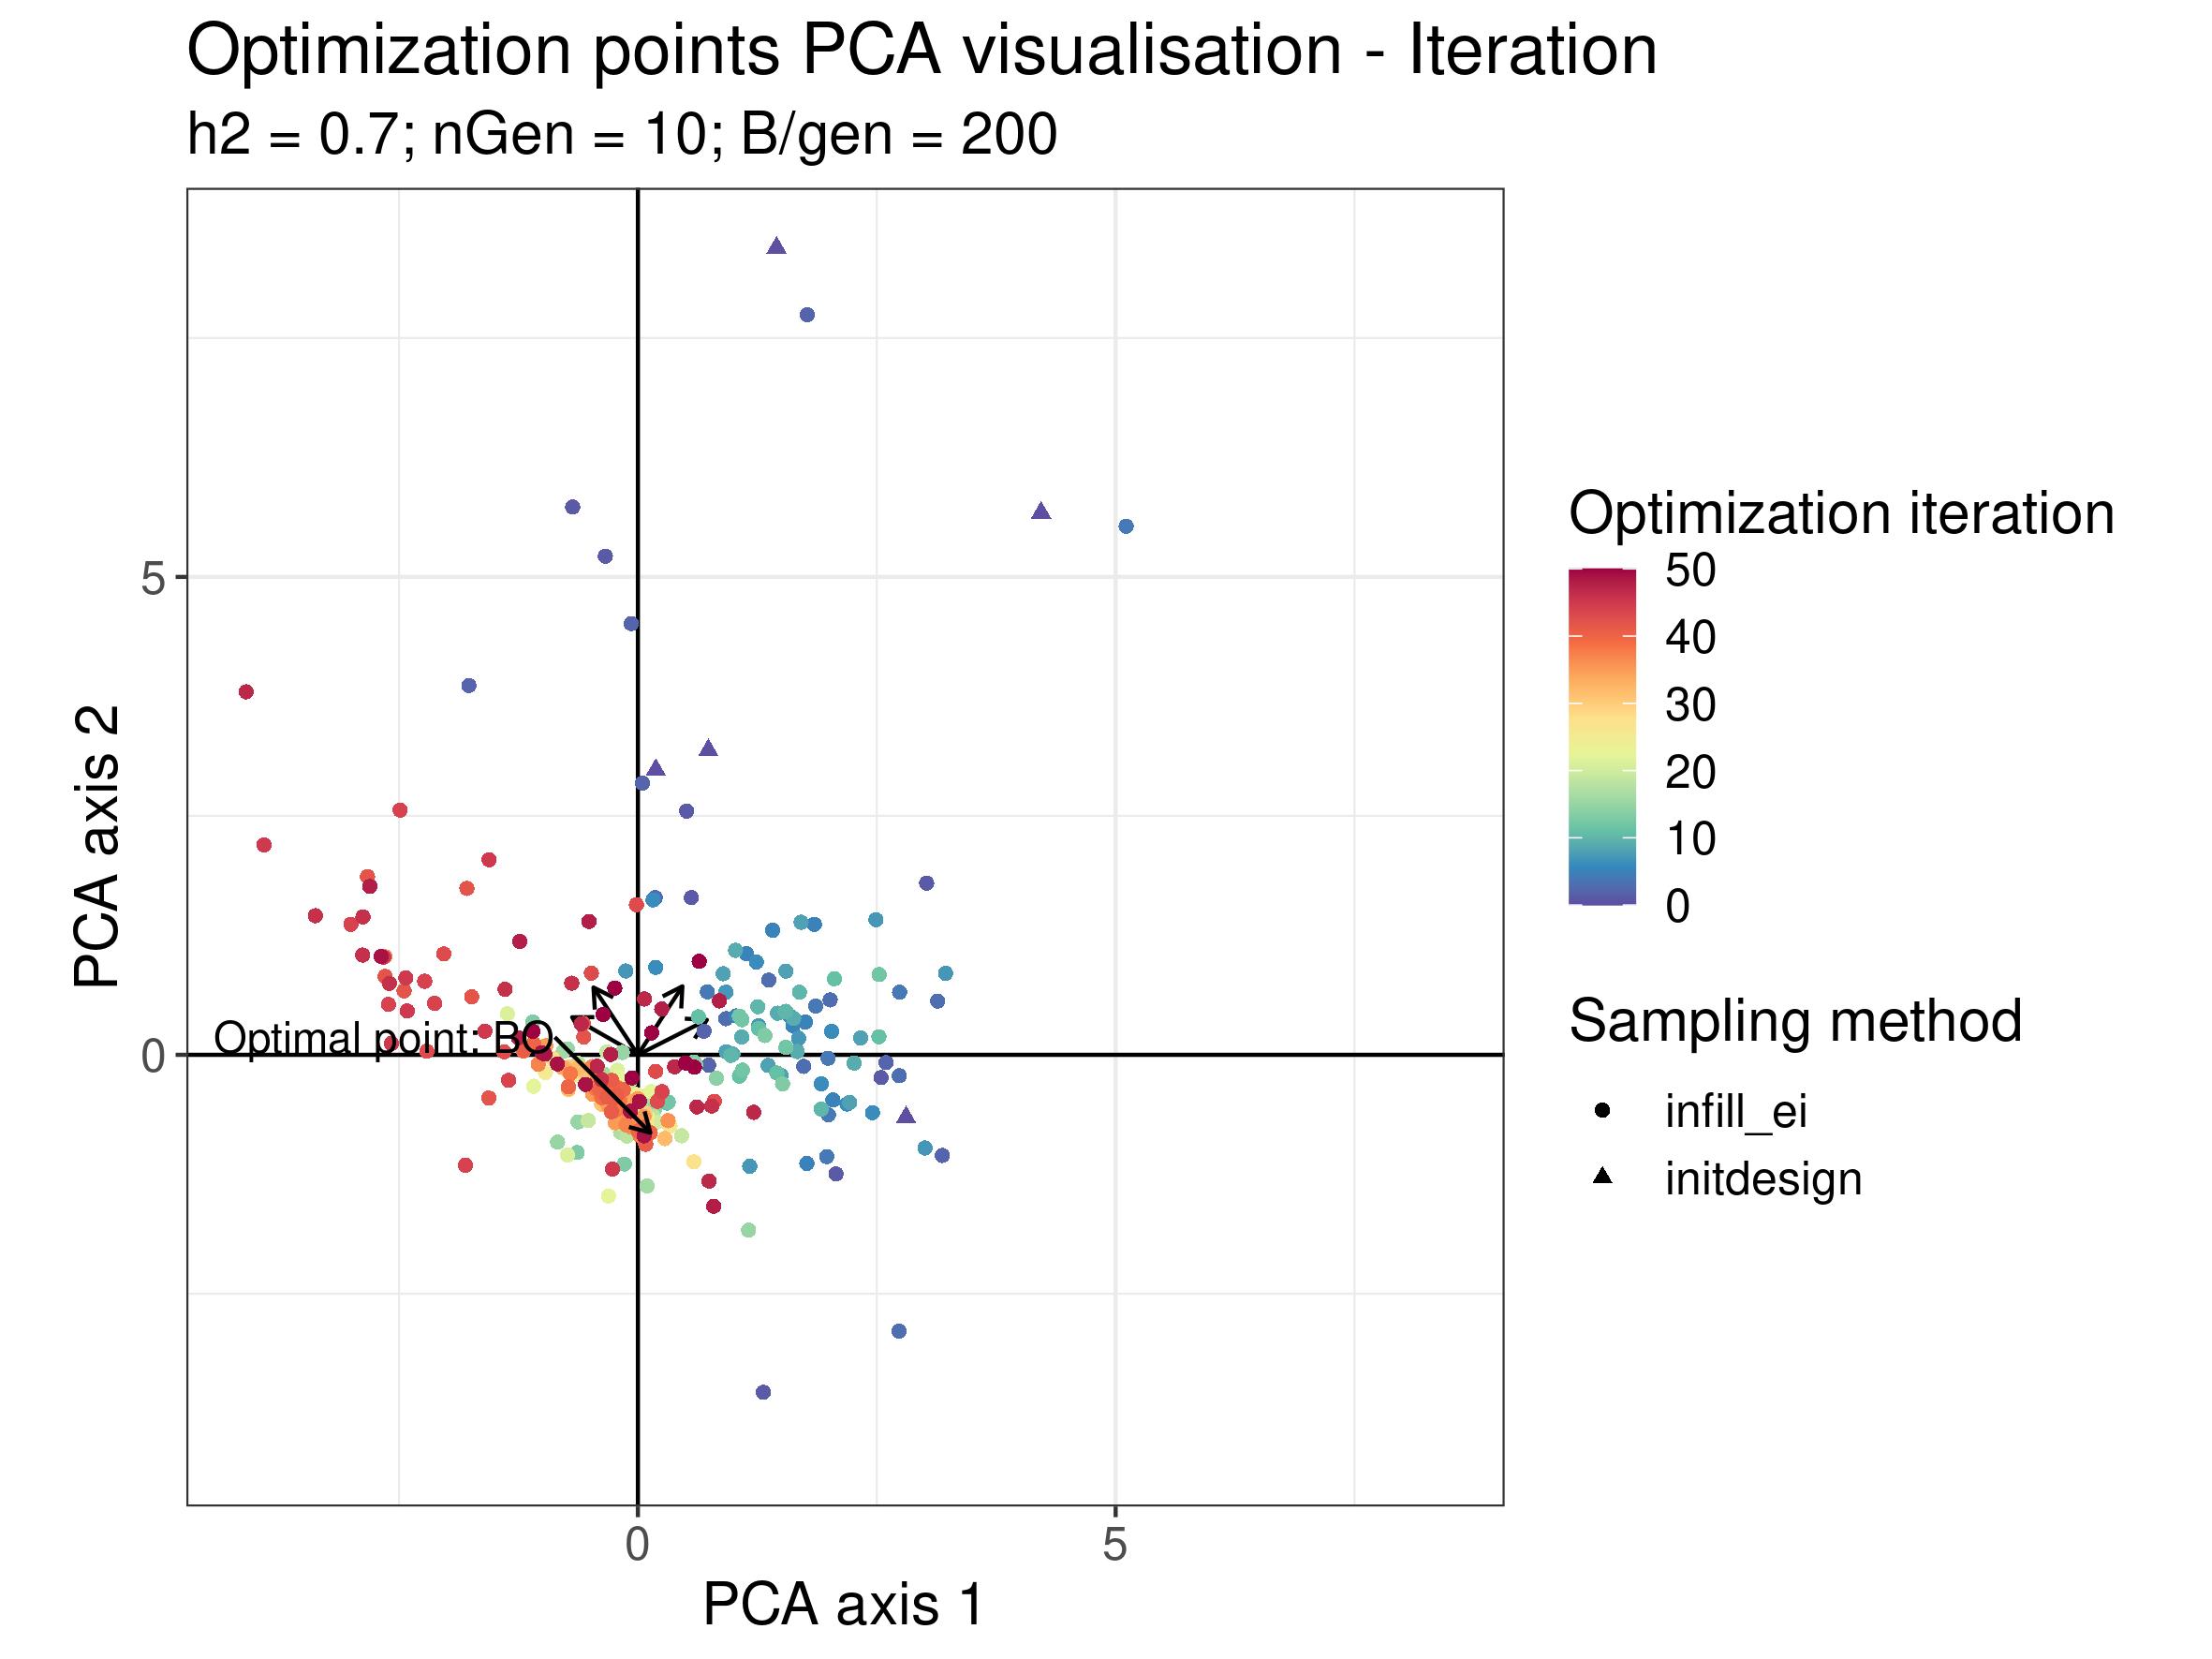 Optimization points PCA visualisation - Iteration
h2 = 0.7; nGen = 10; B/gen = 200
PCA axis 2
5
0
Optimal point: BO
0
5
PCA axis 1
Optimization iteration
50
40
30
20
10
0
Sampling method
infill_ei
initdesign